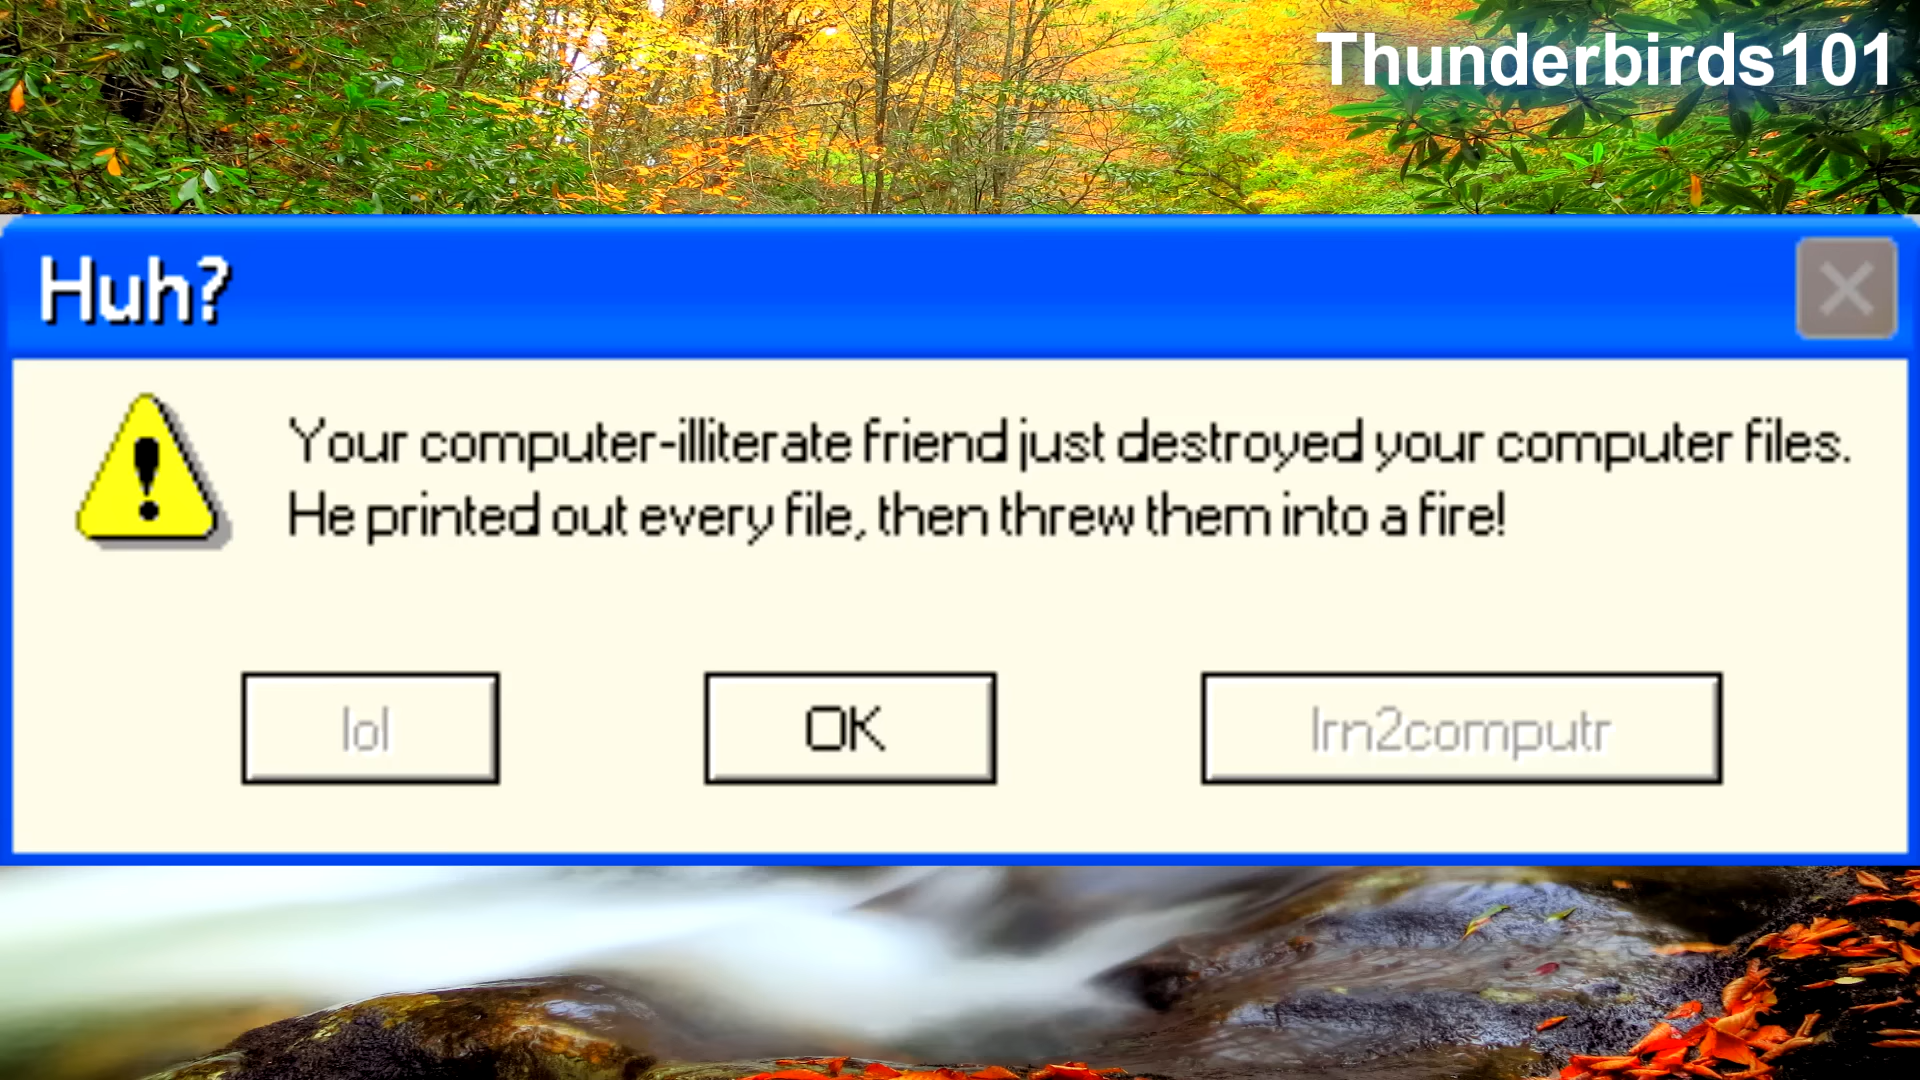 Thunderbirds101
Huh?
Your computer-illiterate friend just destroyed your computer files.
He printed out every file, then threw them into a fire!
lol
OK
lrn2computr